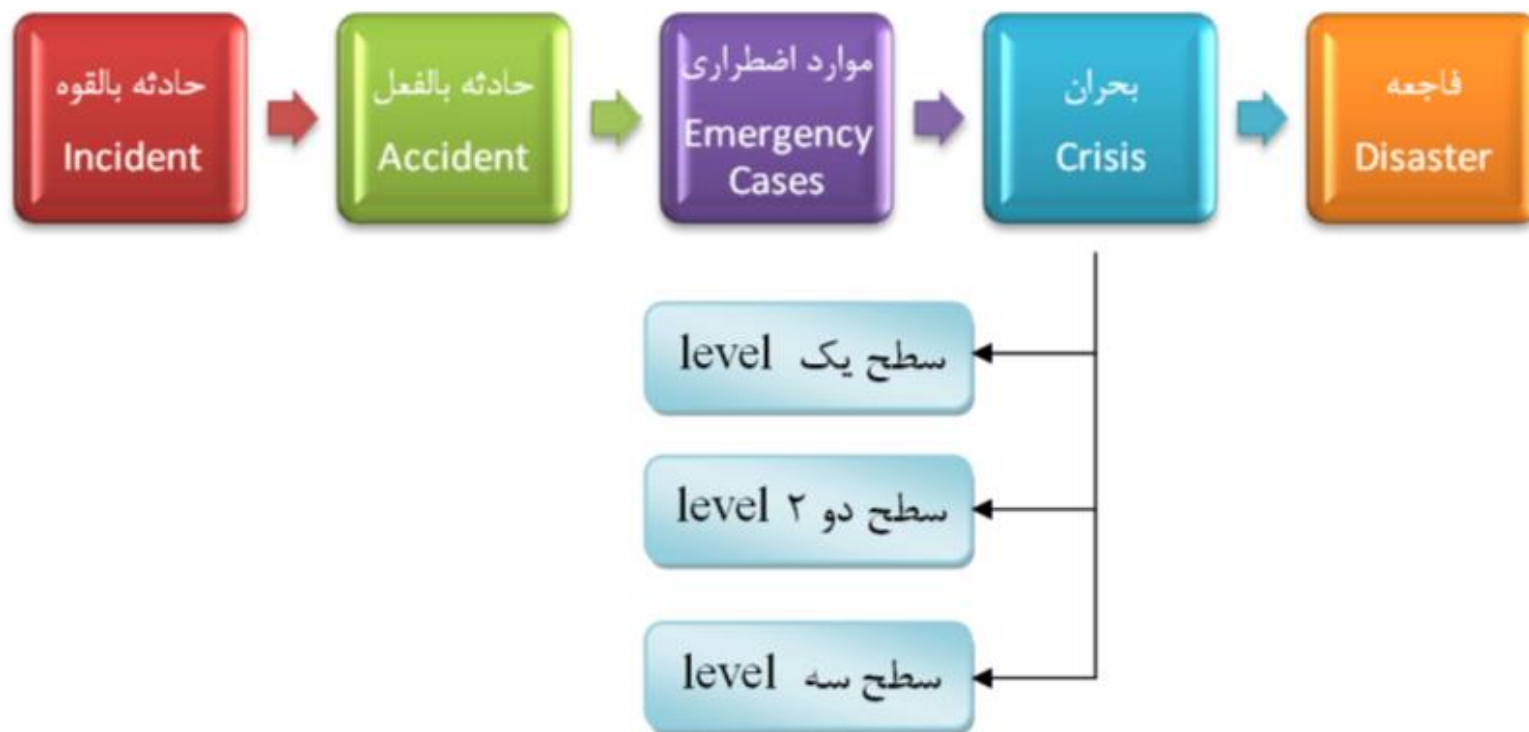 حادثه بالقوه
Incident
حادثه بالفعل
Accident
موارد اضطراری
Emergency
Cases
بحران
Crisis
فاجعه
Disaster
سطح یک level
سطح دو ۲ level
سطح سه level